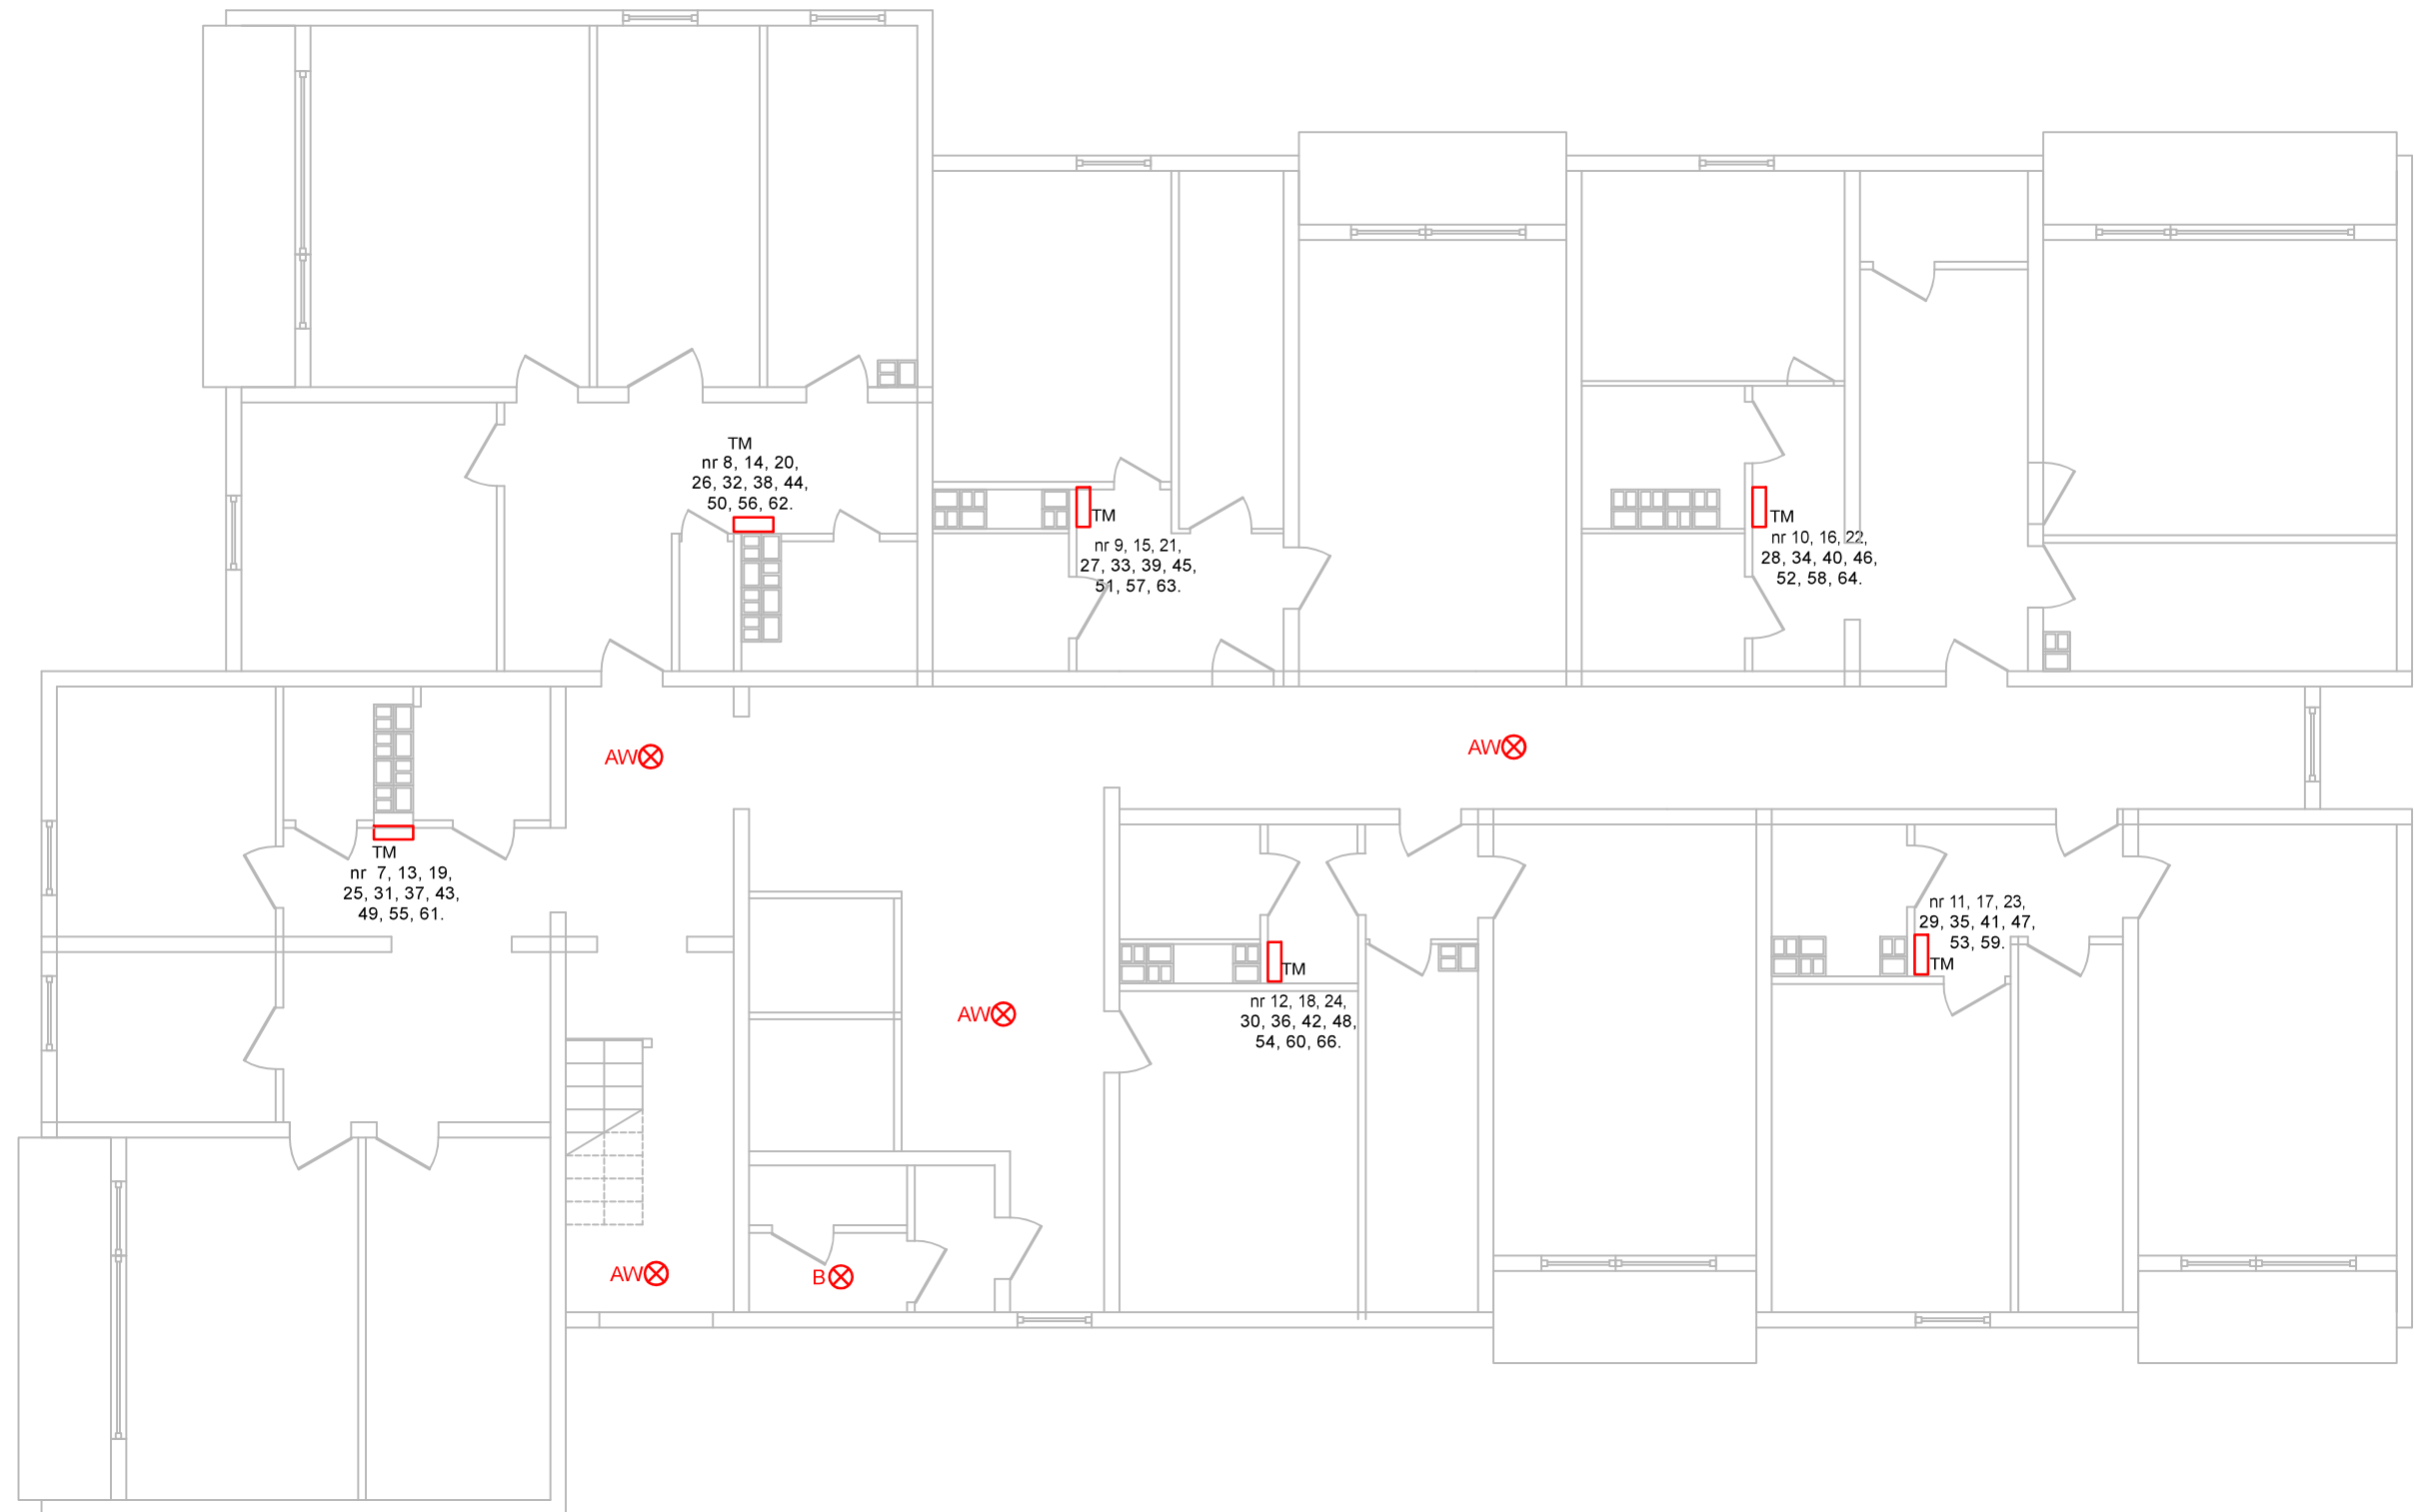 TM
nr 8, 14, 20,
26, 32, 38, 44,
50, 56, 62.
TM
nr 9, 15, 21,
27, 33, 39, 45,
51, 57, 63.
TM
nr 10, 16, 22,
28, 34, 40, 46,
52, 58, 64.
AW
AW
TM
nr 7, 13, 19,
25, 31, 37, 43,
49, 55, 61.
nr 11, 17, 23,
29, 35, 41, 47,
53, 59.
TM
TM
nr 12, 18, 24,
30, 36, 42, 48,
54, 60, 66.
AW
AW
B